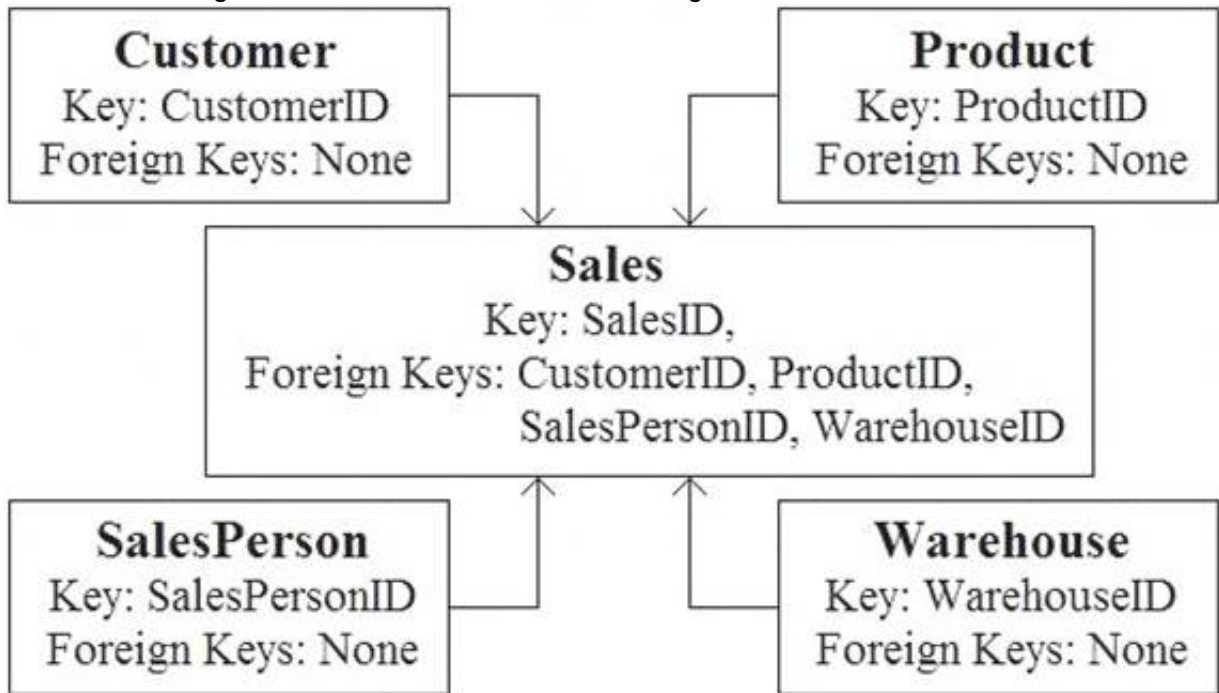 Customer
Key: CustomerID
Foreign Keys: None
Product
Key: ProductID
Foreign Keys: None
Sales
Key: SalesID,
Foreign Keys: CustomerID, ProductID,
SalesPersonID, WarehouseID
SalesPerson
Key: SalesPersonID
Foreign Keys: None
Warehouse
Key: WarehouseID
Foreign Keys: None